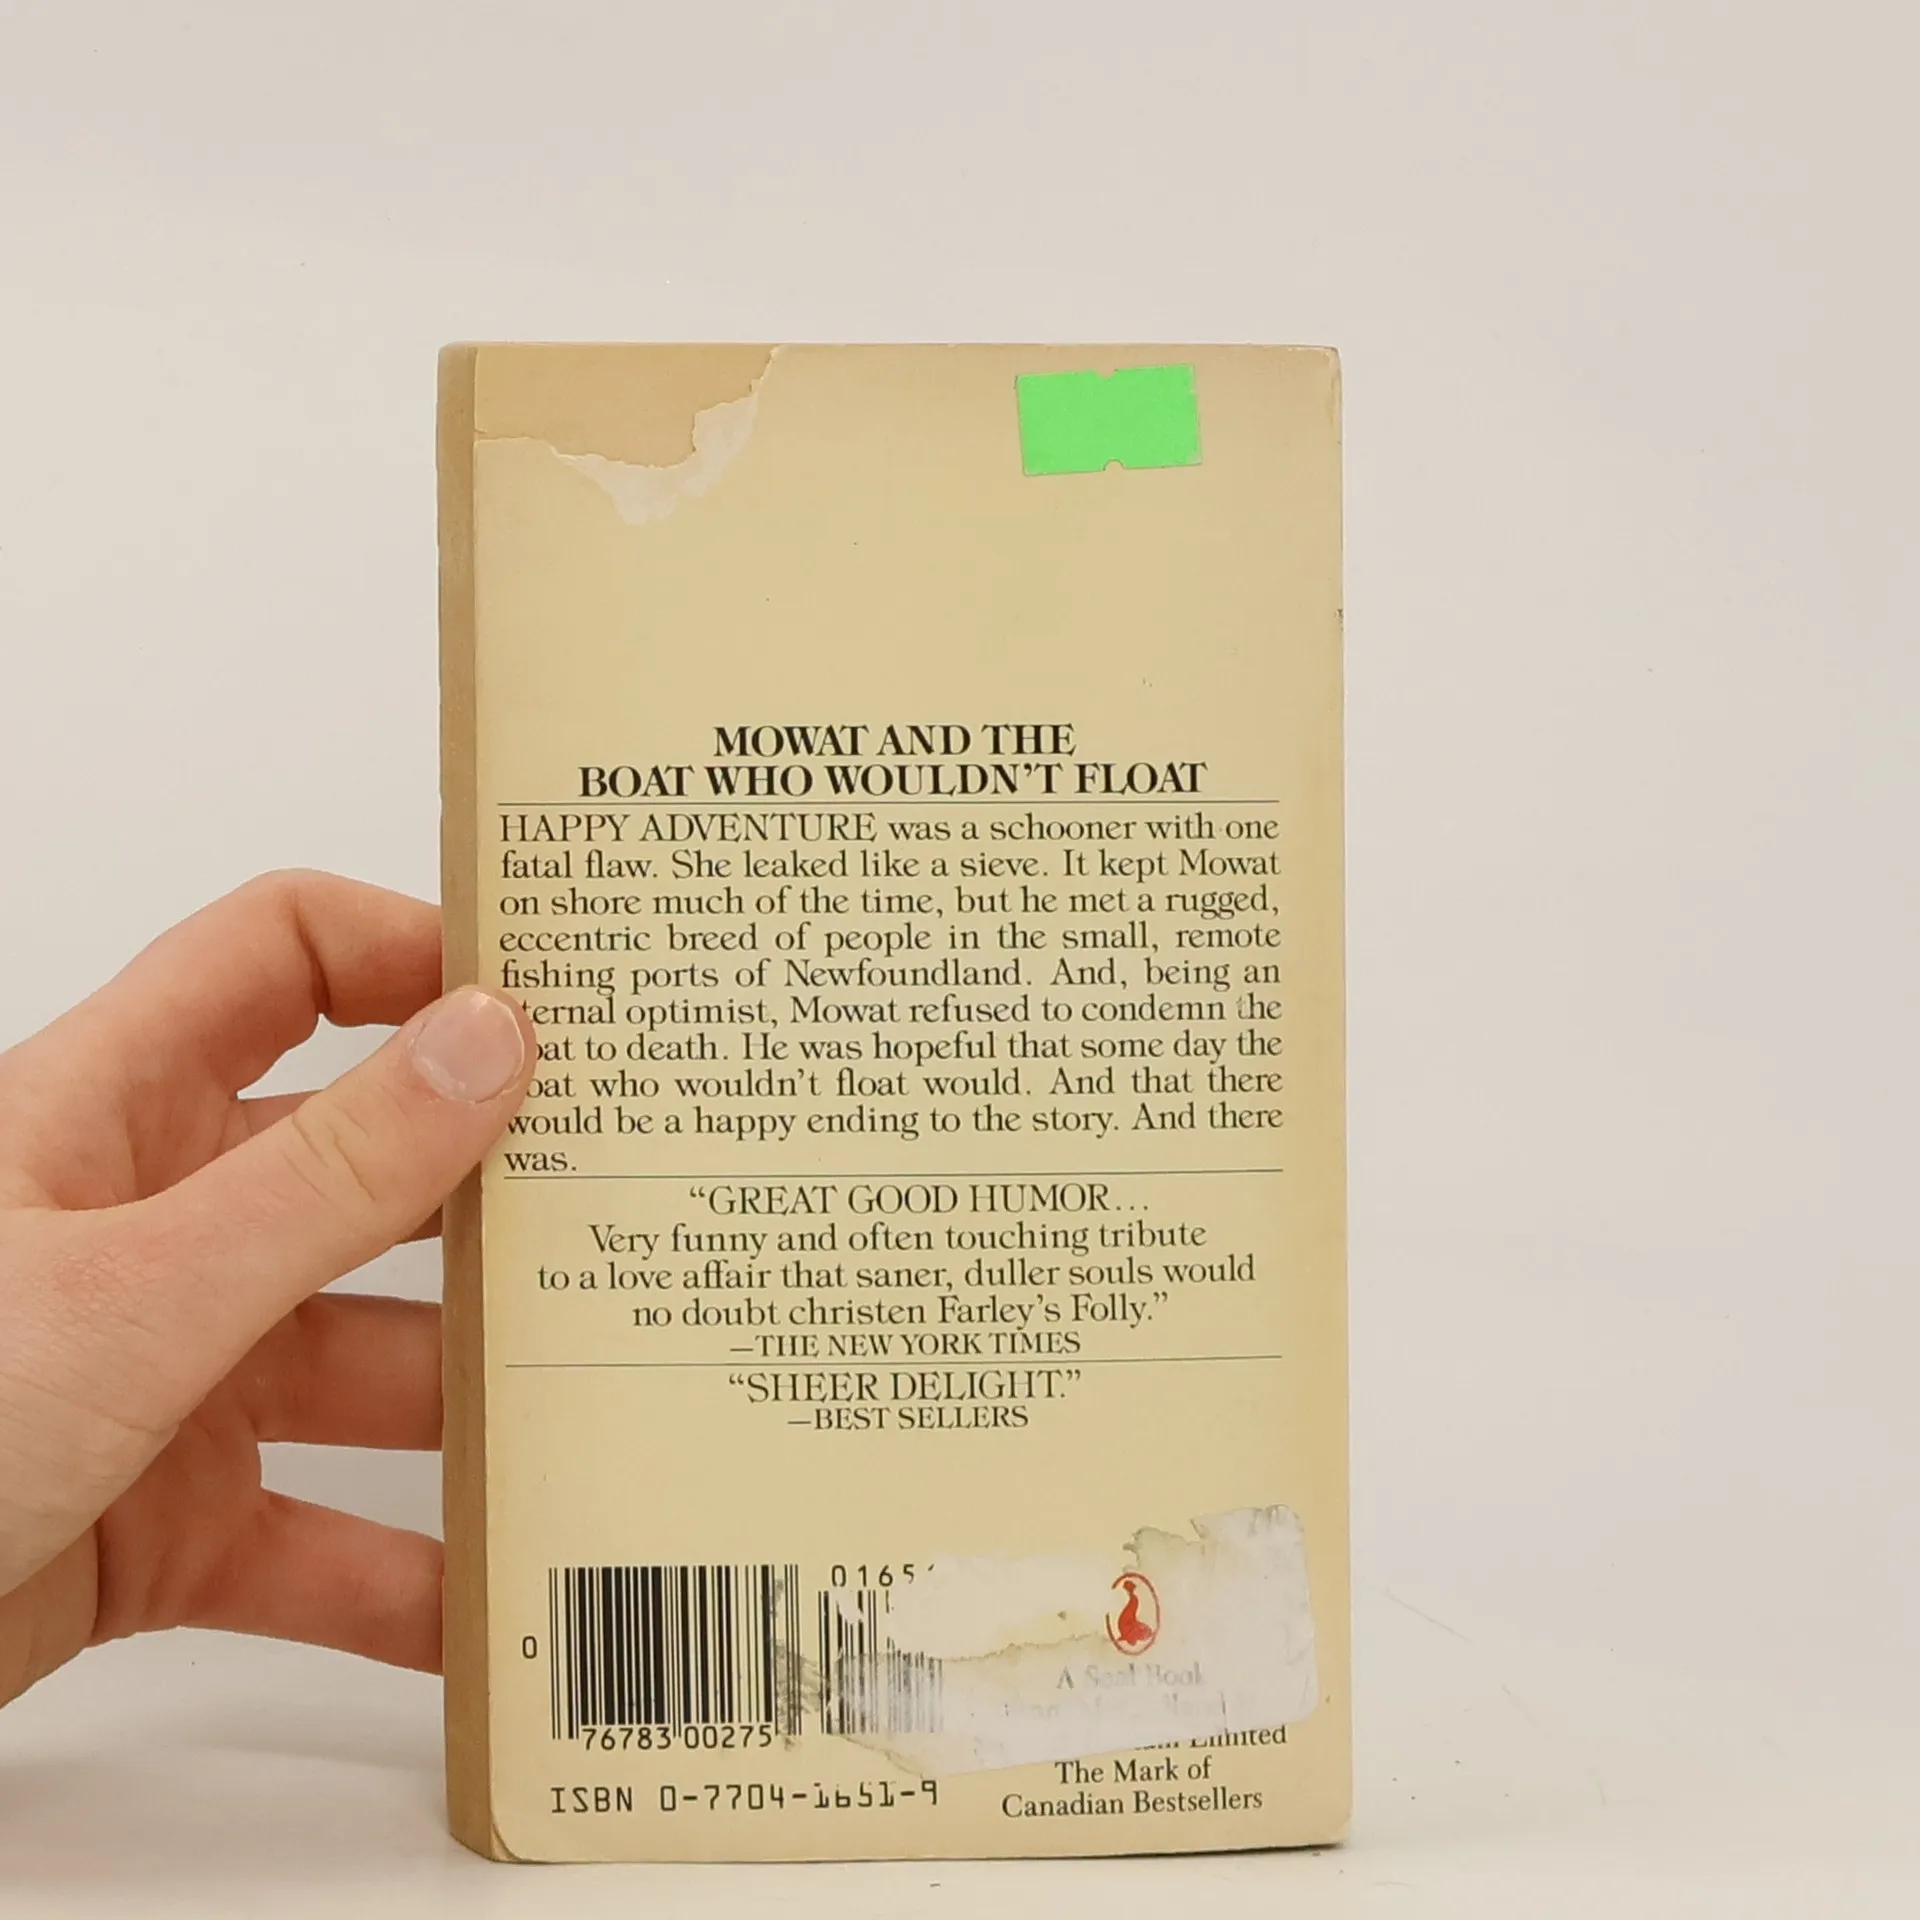 MOWAT AND THE
BOAT WHO WOULDN'T FLOAT
HAPPY ADVENTURE was a schooner with one
fatal flaw. She leaked like a sieve. It kept Mowat
on shore much of the time, but he met a rugged,
eccentric breed of people in the small, remote
fishing ports of Newfoundland. And, being an
ternal optimist, Mowat refused to condemn the
oat to death. He was hopeful that some day the
oat who wouldn't float would. And that there
would be a happy ending to the story. And there
was.
“GREAT GOOD HUMOR...
Very funny and often touching tribute
to a love affair that saner, duller souls would
no doubt christen Farley's Folly.”
—THE NEW YORK TIMES
“SHEER DELIGHT.”
—BEST SELLERS
0165
0
76783 00275
A Seal Book
Limited
The Mark of
Canadian Bestsellers
ISBN 0-7704-1651-9